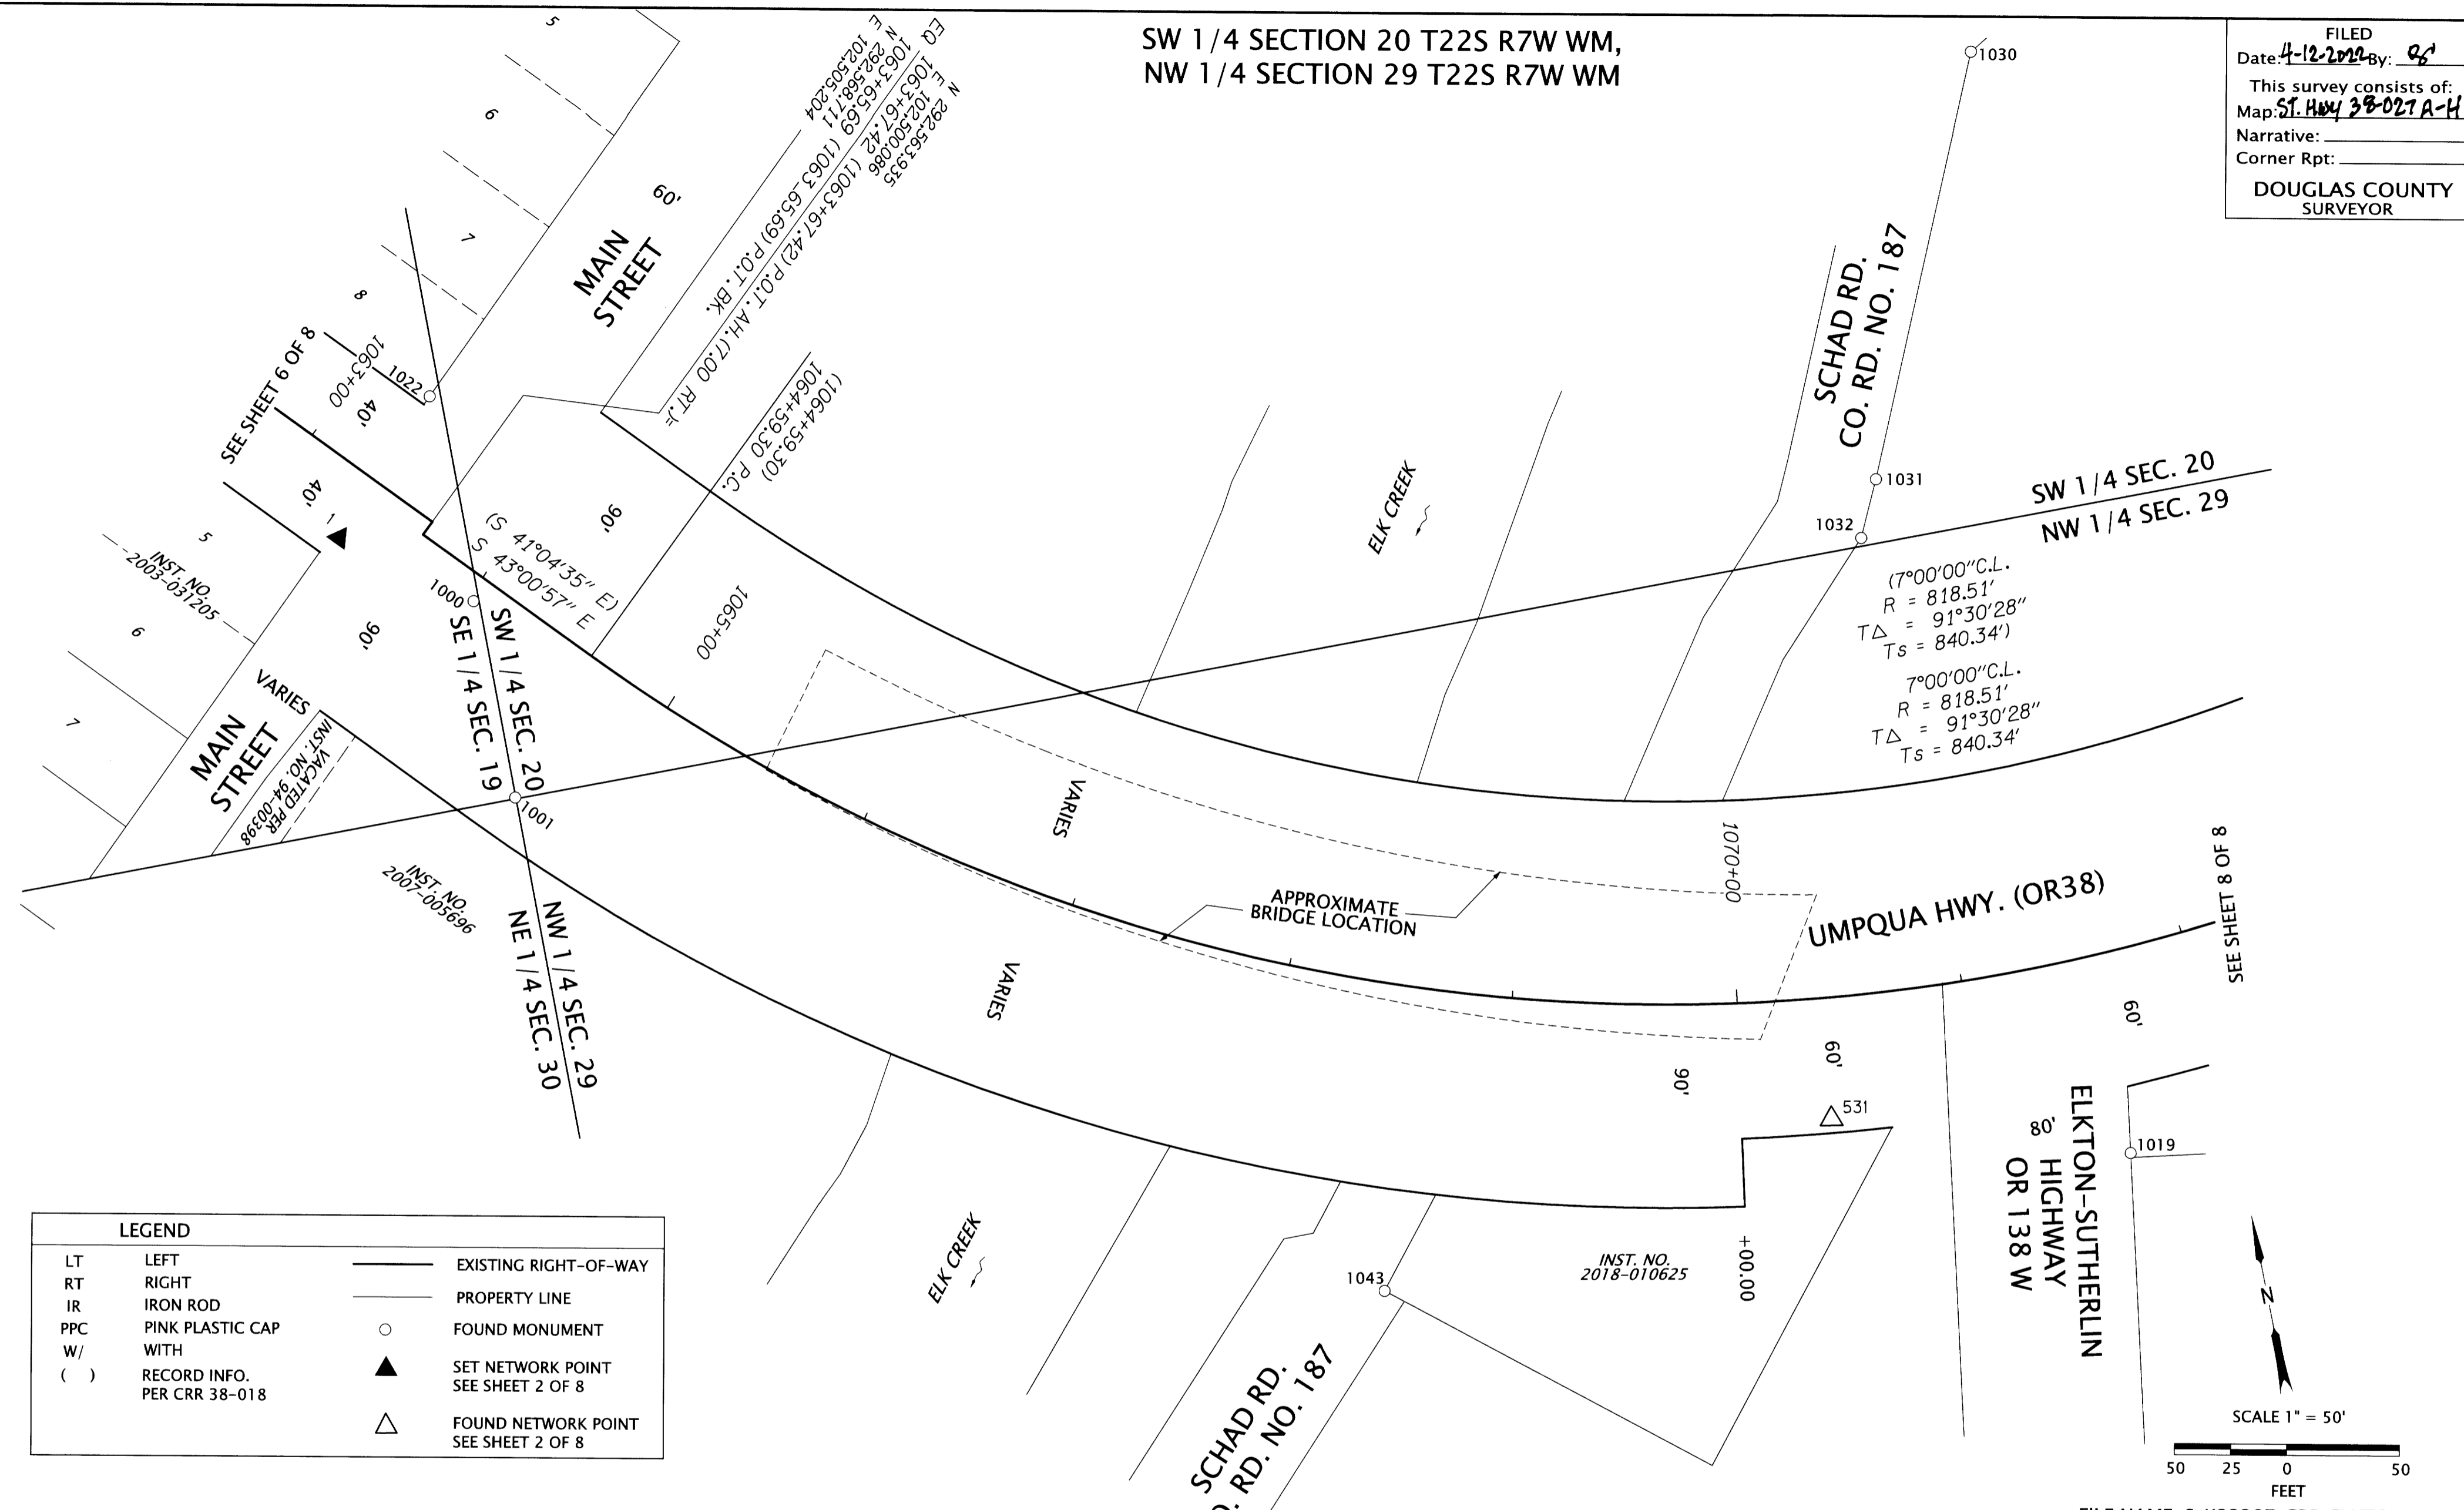 SW 1/4 SECTION 20 T22S R7W WM,
NW 1/4 SECTION 29 T22S R7W WM
FILED
Date: 4-12-2022 By:
This survey consists of:
Map: ST. Hwy 38-027 A-H
Narrative:
Corner Rpt:
DOUGLAS COUNTY
SURVEYOR
5
6
7
8
60'
MAIN
STREET
E 102,505.204
N 292,568.711
1063+65.69 (1063_65.69) P.O.T. BK.
EQ 1063+67.42 (1063+67.42) P.O.T. AH.(7.00 RT.)=
E 102,500.086
N 292,563.935
1064+59.30 P.C.
(1064+59.30)
SEE SHEET 6 OF 8
1063+00
1022
40'
40'
1
90'
(S 41°04'35" E)
S 43°00'57" E
1000
1065+00
5
INST. NO.
2003-031205
6
7
90'
VARIES
MAIN
STREET
VACATED PER
INST. NO. 94-00398
SW 1/4 SEC. 20
SE 1/4 SEC. 19
1001
INST. NO.
2007-005696
NW 1/4 SEC. 29
NE 1/4 SEC. 30
ELK CREEK
1030
SCHAD RD.
CO. RD. NO. 187
1031
1032
SW 1/4 SEC. 20
NW 1/4 SEC. 29
(7°00'00"C.L.
R = 818.51'
T△ = 91°30'28"
Ts = 840.34')
7°00'00"C.L.
R = 818.51'
T△ = 91°30'28"
Ts = 840.34'
VARIES
VARIES
APPROXIMATE
BRIDGE LOCATION
1070+00
UMPQUA HWY. (OR38)
SEE SHEET 8 OF 8
60'
60'
90'
531
80'
ELKTON-SUTHERLIN
HIGHWAY
OR 138 W
1019
+00.00
INST. NO.
2018-010625
1043
ELK CREEK
SCHAD RD.
O. RD. NO. 187
N
SCALE 1" = 50'
50 25 0 50
FEET
LEGEND
LT LEFT
RT RIGHT
IR IRON ROD
PPC PINK PLASTIC CAP
W/ WITH
( ) RECORD INFO.
PER CRR 38-018
EXISTING RIGHT-OF-WAY
PROPERTY LINE
FOUND MONUMENT
SET NETWORK POINT
SEE SHEET 2 OF 8
FOUND NETWORK POINT
SEE SHEET 2 OF 8